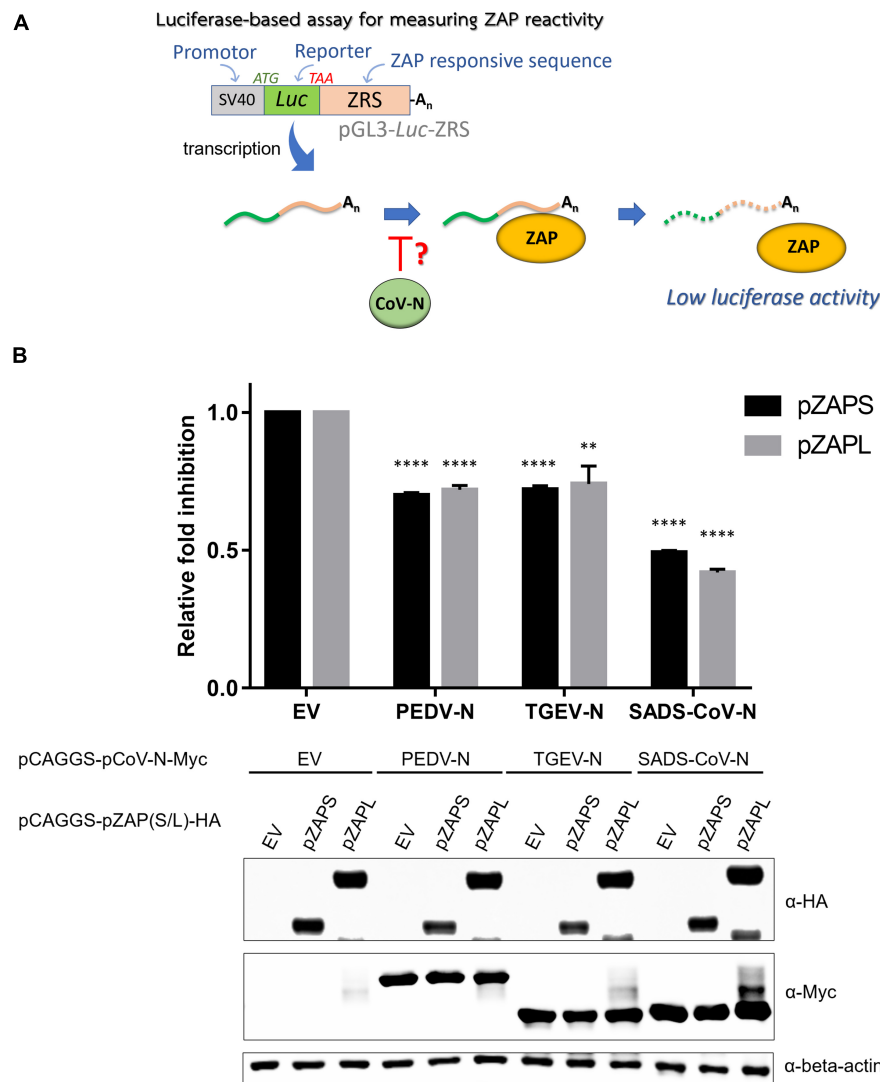 A
Luciferase-based assay for measuring ZAP reactivity
Promotor
Reporter
ZAP responsive sequence
ATG
TAA
SV40
Luc
ZRS
-An
pGL3-Luc-ZRS
transcription
An
An
An
ZAP
ZAP
?
CoV-N
Low luciferase activity
B
Relative fold inhibition
1.0
0.5
0.0
pZAPS
pZAPL
**** **** **** ** **** ****
EV PEDV-N TGEV-N SADS-CoV-N
pCAGGS-pCoV-N-Myc EV PEDV-N TGEV-N SADS-CoV-N
pCAGGS-pZAP(S/L)-HA EV pZAPS pZAPL EV pZAPS pZAPL EV pZAPS pZAPL EV pZAPS pZAPL
α-HA
α-Myc
α-beta-actin